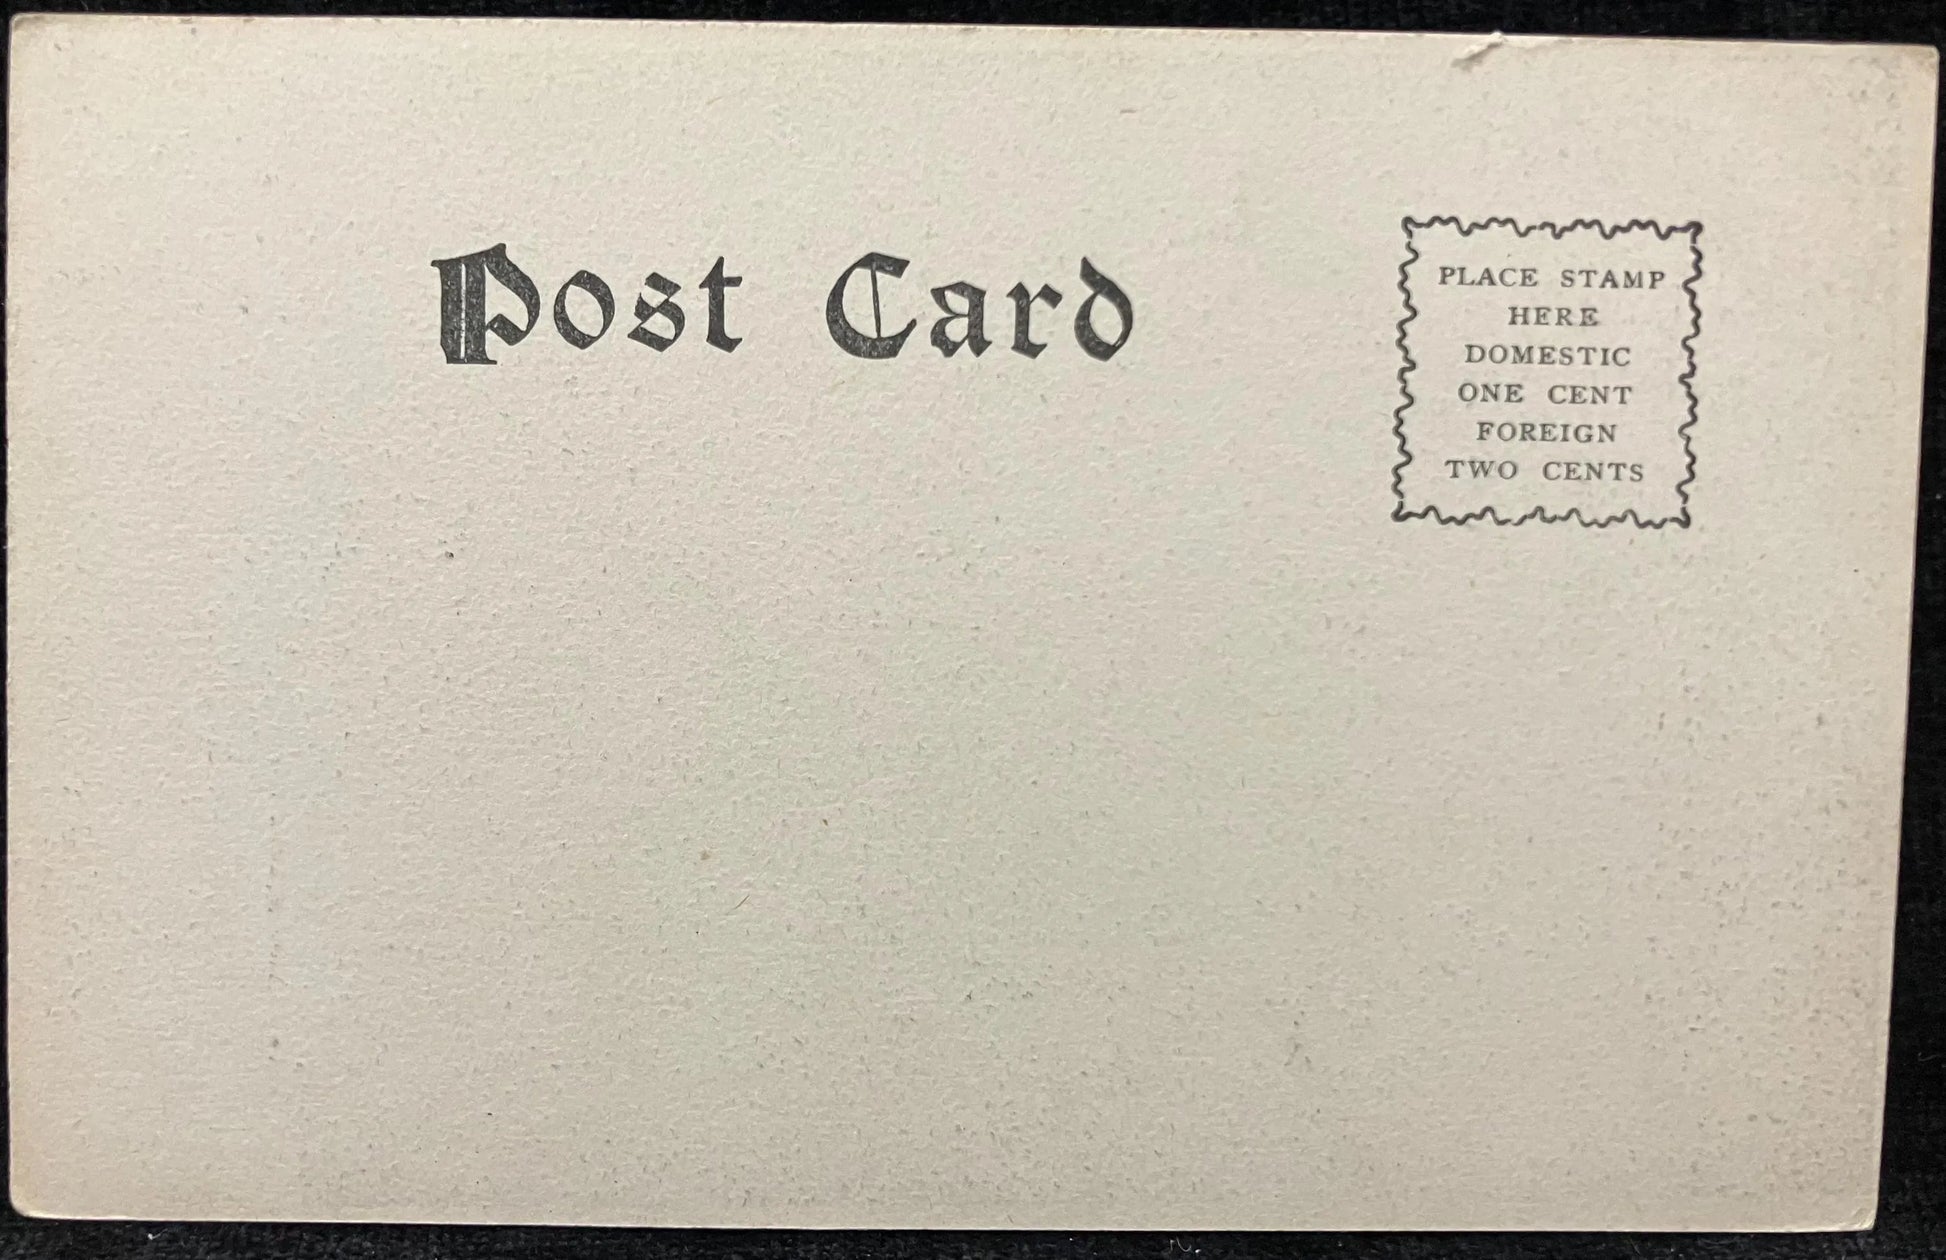 Post Card
PLACE STAMP
HERE
DOMESTIC
ONE CENT
FOREIGN
TWO CENTS